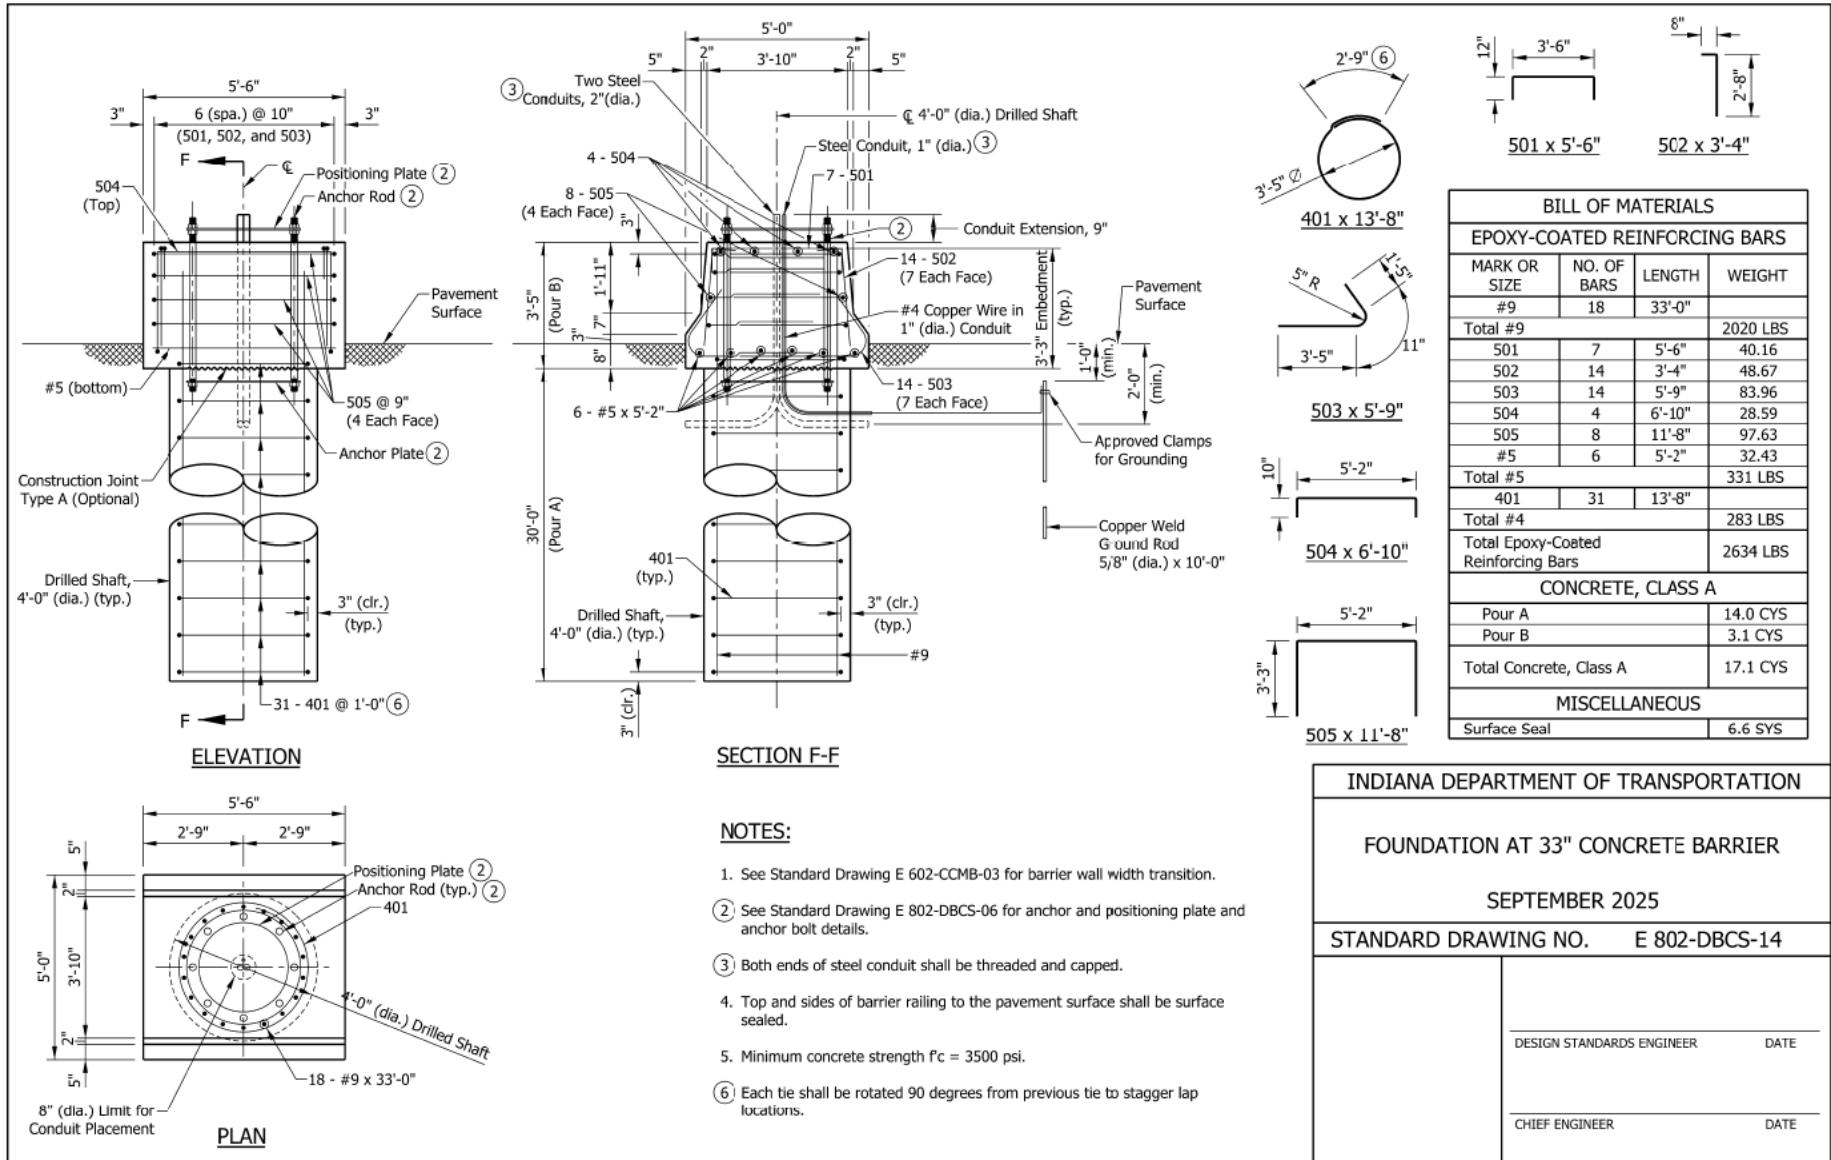 5'-6"
3"
6 (spa.) @ 10"
3"
(501, 502, and 503)
F
℄
Positioning Plate ②
Anchor Rod ②
504
(Top)
Pavement
Surface
#5 (bottom)
505 @ 9"
(4 Each Face)
Anchor Plate ②
Construction Joint
Type A (Optional)
Drilled Shaft,
4'-0" (dia.) (typ.)
3" (clr.)
(typ.)
31 - 401 @ 1'-0" ⑥
F
ELEVATION
5'-0"
5"
2"
3'-10"
2"
5"
Two Steel
③ Conduits, 2"(dia.)
℄ 4'-0" (dia.) Drilled Shaft
Steel Conduit, 1" (dia.) ③
4 - 504
7 - 501
8 - 505
(4 Each Face)
3"
②
Conduit Extension, 9"
14 - 502
(7 Each Face)
3'-5"
(Pour B)
1'-11"
7"
3"
8"
#4 Copper Wire in
1" (dia.) Conduit
3'-3" Embedment
(typ.)
Pavement
Surface
1'-0"
(min.)
2'-0"
(min.)
14 - 503
(7 Each Face)
6 - #5 x 5'-2"
Approved Clamps
for Grounding
30'-0"
(Pour A)
Copper Weld
Ground Rod
5/8" (dia.) x 10'-0"
401
(typ.)
Drilled Shaft,
4'-0" (dia.) (typ.)
3" (clr.)
(typ.)
#9
3" (clr.)
SECTION F-F
2'-9" ⑥
3'-5" Ø
401 x 13'-8"
12"
3'-6"
501 x 5'-6"
8"
2'-8"
502 x 3'-4"
5" R
1'-5"
3'-5"
11"
503 x 5'-9"
5'-2"
10"
504 x 6'-10"
5'-2"
3'-3"
505 x 11'-8"
BILL OF MATERIALS
EPOXY-COATED REINFORCING BARS
MARK OR SIZE NO. OF BARS LENGTH WEIGHT
#9 18 33'-0"
Total #9 2020 LBS
501 7 5'-6" 40.16
502 14 3'-4" 48.67
503 14 5'-9" 83.96
504 4 6'-10" 28.59
505 8 11'-8" 97.63
#5 6 5'-2" 32.43
Total #5 331 LBS
401 31 13'-8"
Total #4 283 LBS
Total Epoxy-Coated
Reinforcing Bars 2634 LBS
CONCRETE, CLASS A
Pour A 14.0 CYS
Pour B 3.1 CYS
Total Concrete, Class A 17.1 CYS
MISCELLANEOUS
Surface Seal 6.6 SYS
5'-6"
2'-9"
2'-9"
5"
2"
5'-0"
3'-10"
2"
5"
Positioning Plate ②
Anchor Rod (typ.) ②
401
4'-0" (dia.) Drilled Shaft
18 - #9 x 33'-0"
8" (dia.) Limit for
Conduit Placement
PLAN
NOTES:
1. See Standard Drawing E 602-CCMB-03 for barrier wall width transition.
② See Standard Drawing E 802-DBCS-06 for anchor and positioning plate and
anchor bolt details.
③ Both ends of steel conduit shall be threaded and capped.
4. Top and sides of barrier railing to the pavement surface shall be surface
sealed.
5. Minimum concrete strength f'c = 3500 psi.
⑥ Each tie shall be rotated 90 degrees from previous tie to stagger lap
locations.
INDIANA DEPARTMENT OF TRANSPORTATION
FOUNDATION AT 33" CONCRETE BARRIER
SEPTEMBER 2025
STANDARD DRAWING NO. E 802-DBCS-14
DESIGN STANDARDS ENGINEER DATE
CHIEF ENGINEER DATE